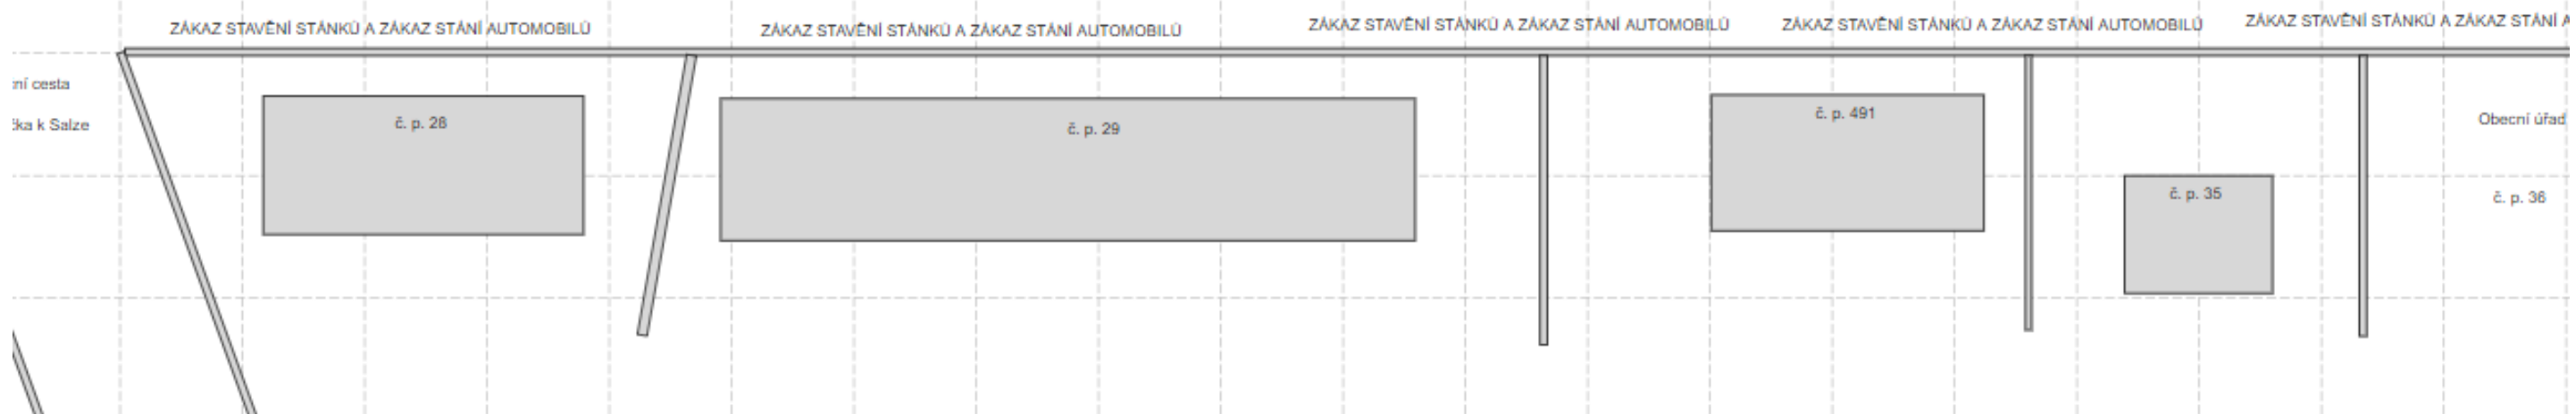 ZÁKAZ STAVĚNÍ STÁNKŮ A ZÁKAZ STÁNÍ AUTOMOBILŮ
ZÁKAZ STAVĚNÍ STÁNKŮ A ZÁKAZ STÁNÍ AUTOMOBILŮ
ZÁKAZ STAVĚNÍ STÁNKŮ A ZÁKAZ STÁNÍ AUTOMOBILŮ
ZÁKAZ STAVĚNÍ STÁNKŮ A ZÁKAZ STÁNÍ AUTOMOBILŮ
ZÁKAZ STAVĚNÍ STÁNKŮ A ZÁKAZ STÁNÍ
cesta
k Salze
č. p. 28
č. p. 29
č. p. 491
č. p. 35
Obecní úřad
č. p. 36